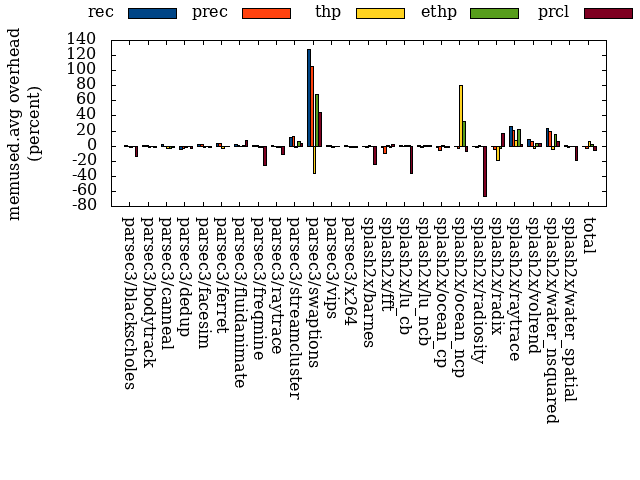 rec prec thp ethp prcl
memused.avg overhead
(percent)
140
120
100
80
60
40
20
0
-20
-40
-60
-80
parsec3/blackscholes
parsec3/bodytrack
parsec3/canneal
parsec3/dedup
parsec3/facesim
parsec3/ferret
parsec3/fluidanimate
parsec3/freqmine
parsec3/raytrace
parsec3/streamcluster
parsec3/swaptions
parsec3/vips
parsec3/x264
splash2x/barnes
splash2x/fft
splash2x/lu_cb
splash2x/lu_ncb
splash2x/ocean_cp
splash2x/ocean_ncp
splash2x/radiosity
splash2x/radix
splash2x/raytrace
splash2x/volrend
splash2x/water_nsquared
splash2x/water_spatial
total